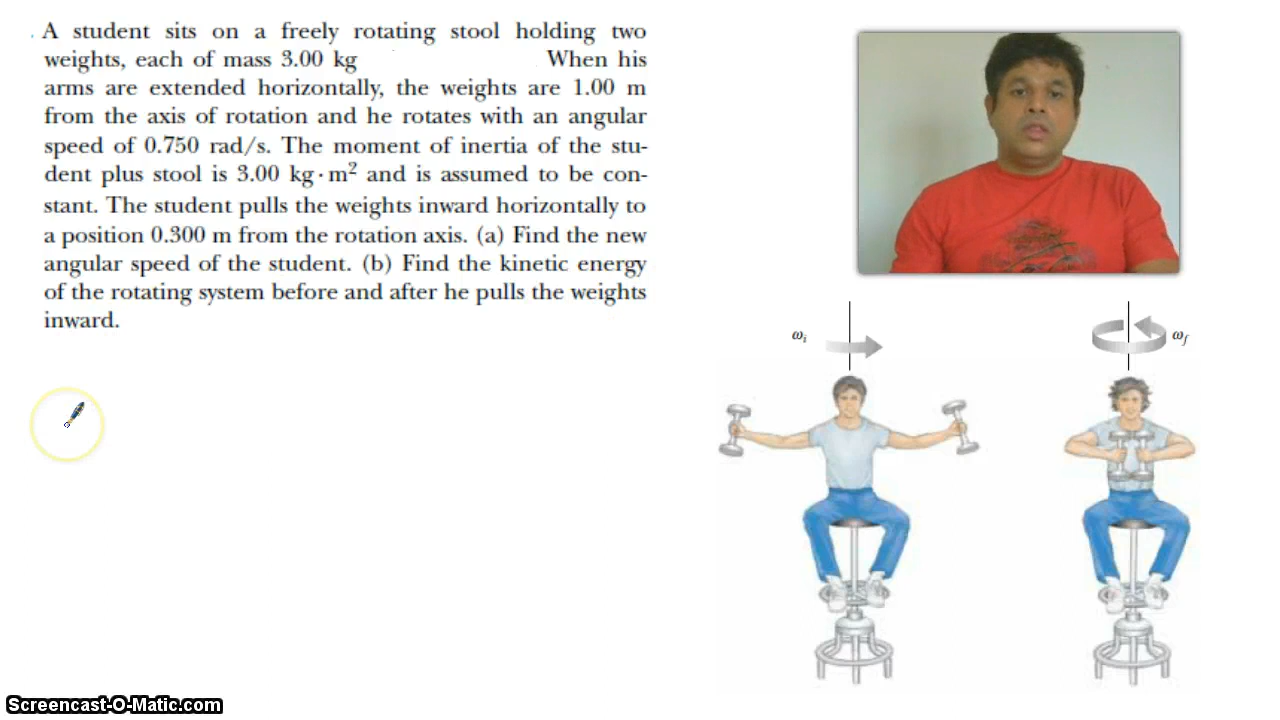 A student sits on a freely rotating stool holding two
weights, each of mass 3.00 kg When his
arms are extended horizontally, the weights are 1.00 m
from the axis of rotation and he rotates with an angular
speed of 0.750 rad/s. The moment of inertia of the stu-
dent plus stool is 3.00 kg·m² and is assumed to be con-
stant. The student pulls the weights inward horizontally to
a position 0.300 m from the rotation axis. (a) Find the new
angular speed of the student. (b) Find the kinetic energy
of the rotating system before and after he pulls the weights
inward.
ωi
ωf
Screencast-O-Matic.com